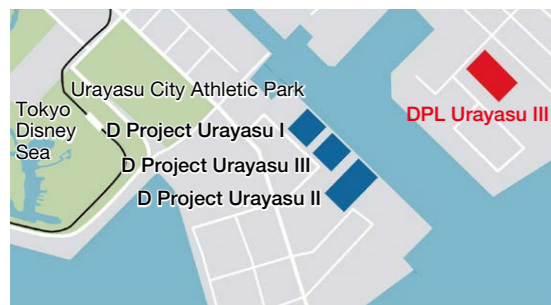 Urayasu City Athletic Park
Tokyo
Disney
Sea
D Project Urayasu I
D Project Urayasu III
D Project Urayasu II
DPL Urayasu III